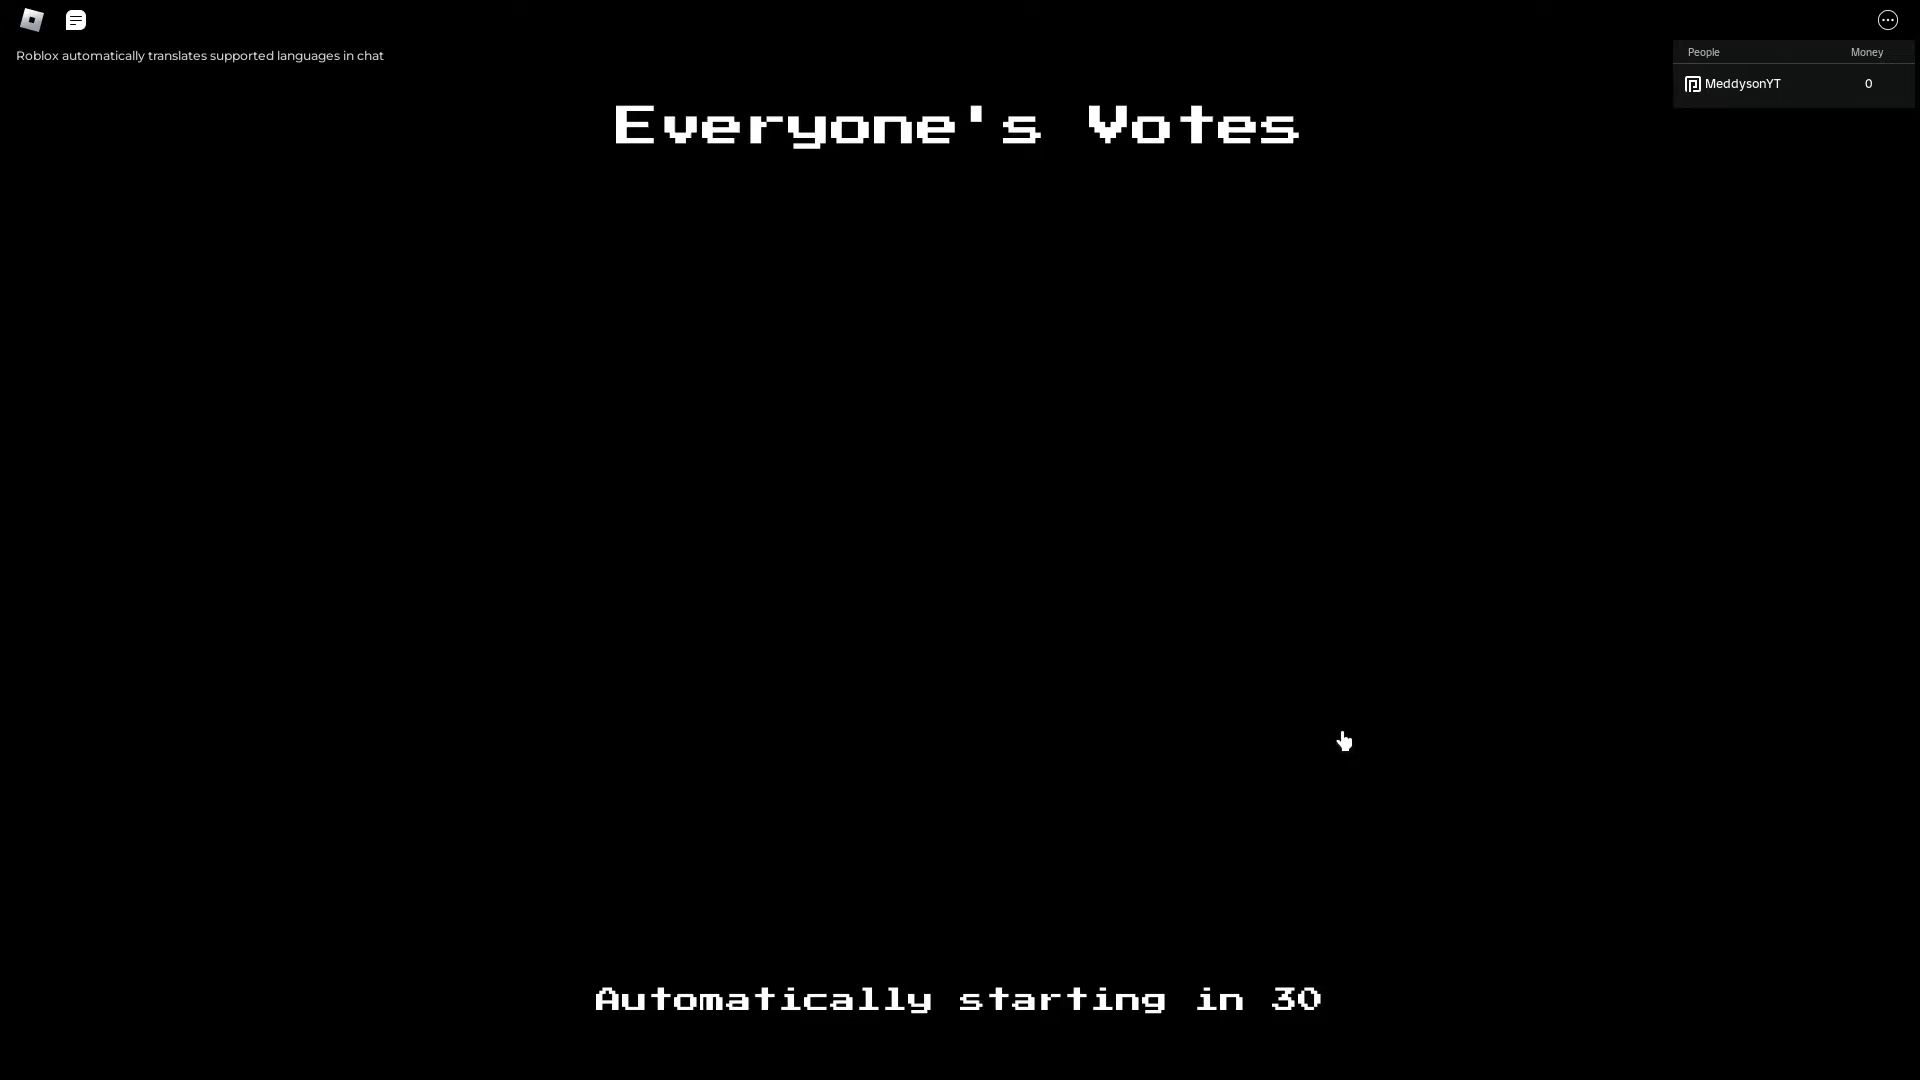 Roblox automatically translates supported languages in chat
People Money
MeddysonYT 0
Everyone's Votes
Automatically starting in 30